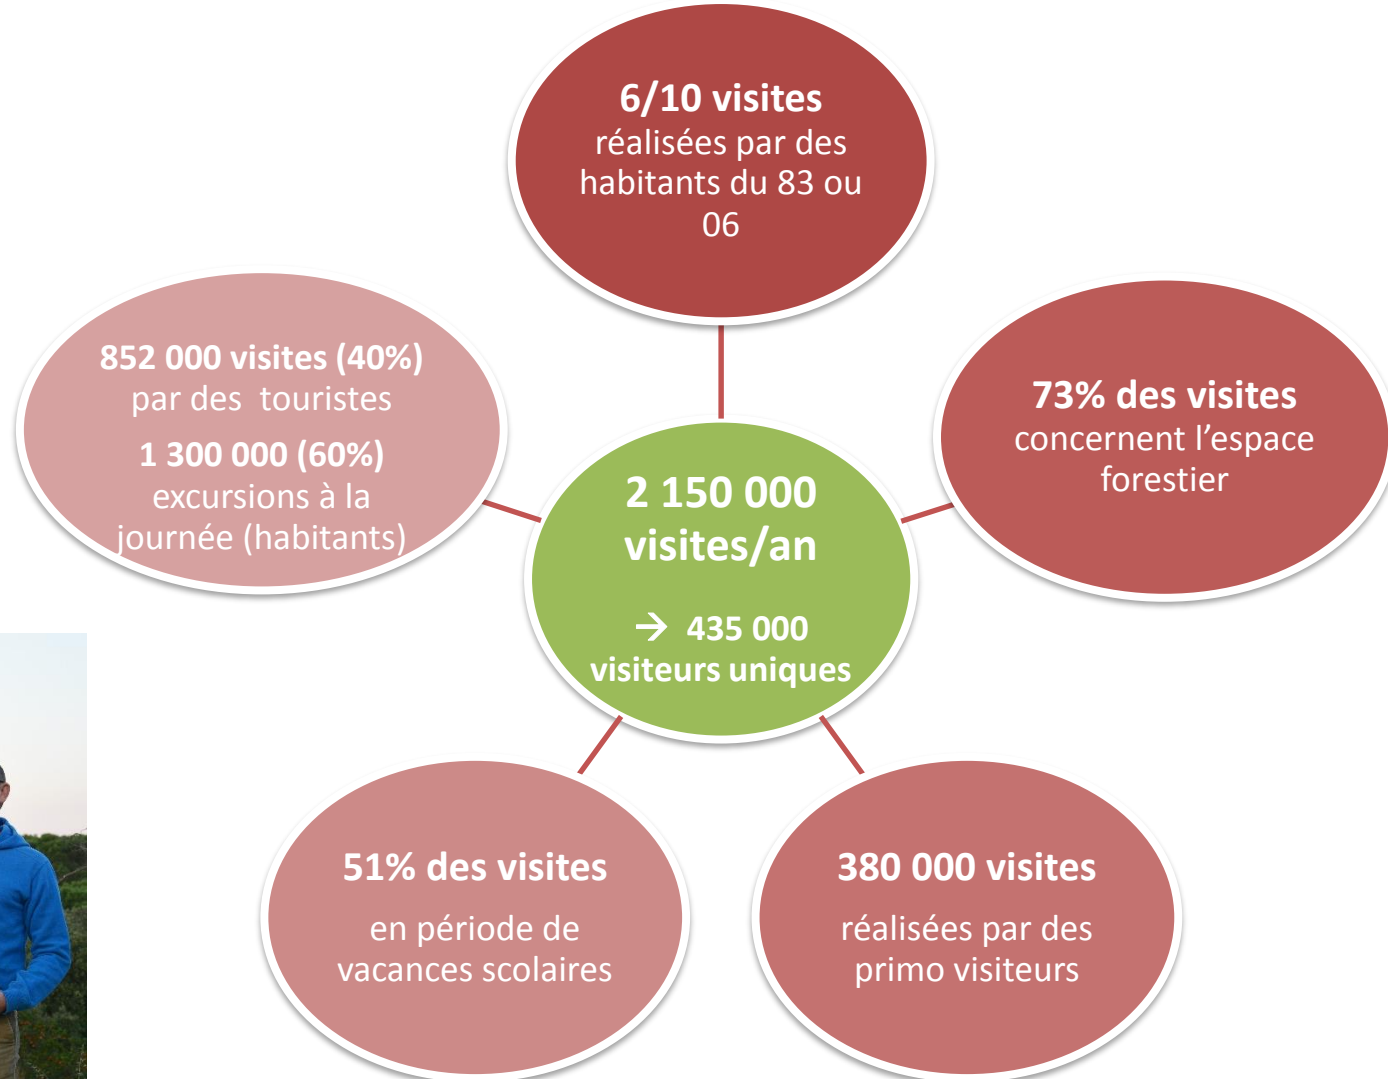 6/10 visites
réalisées par des
habitants du 83 ou
06
852 000 visites (40%)
par des  touristes
1 300 000 (60%)
excursions à la
journée (habitants)
73% des visites
concernent l'espace
forestier
2 150 000
visites/an
→ 435 000
visiteurs uniques
51% des visites
en période de
vacances scolaires
380 000 visites
réalisées par des
primo visiteurs